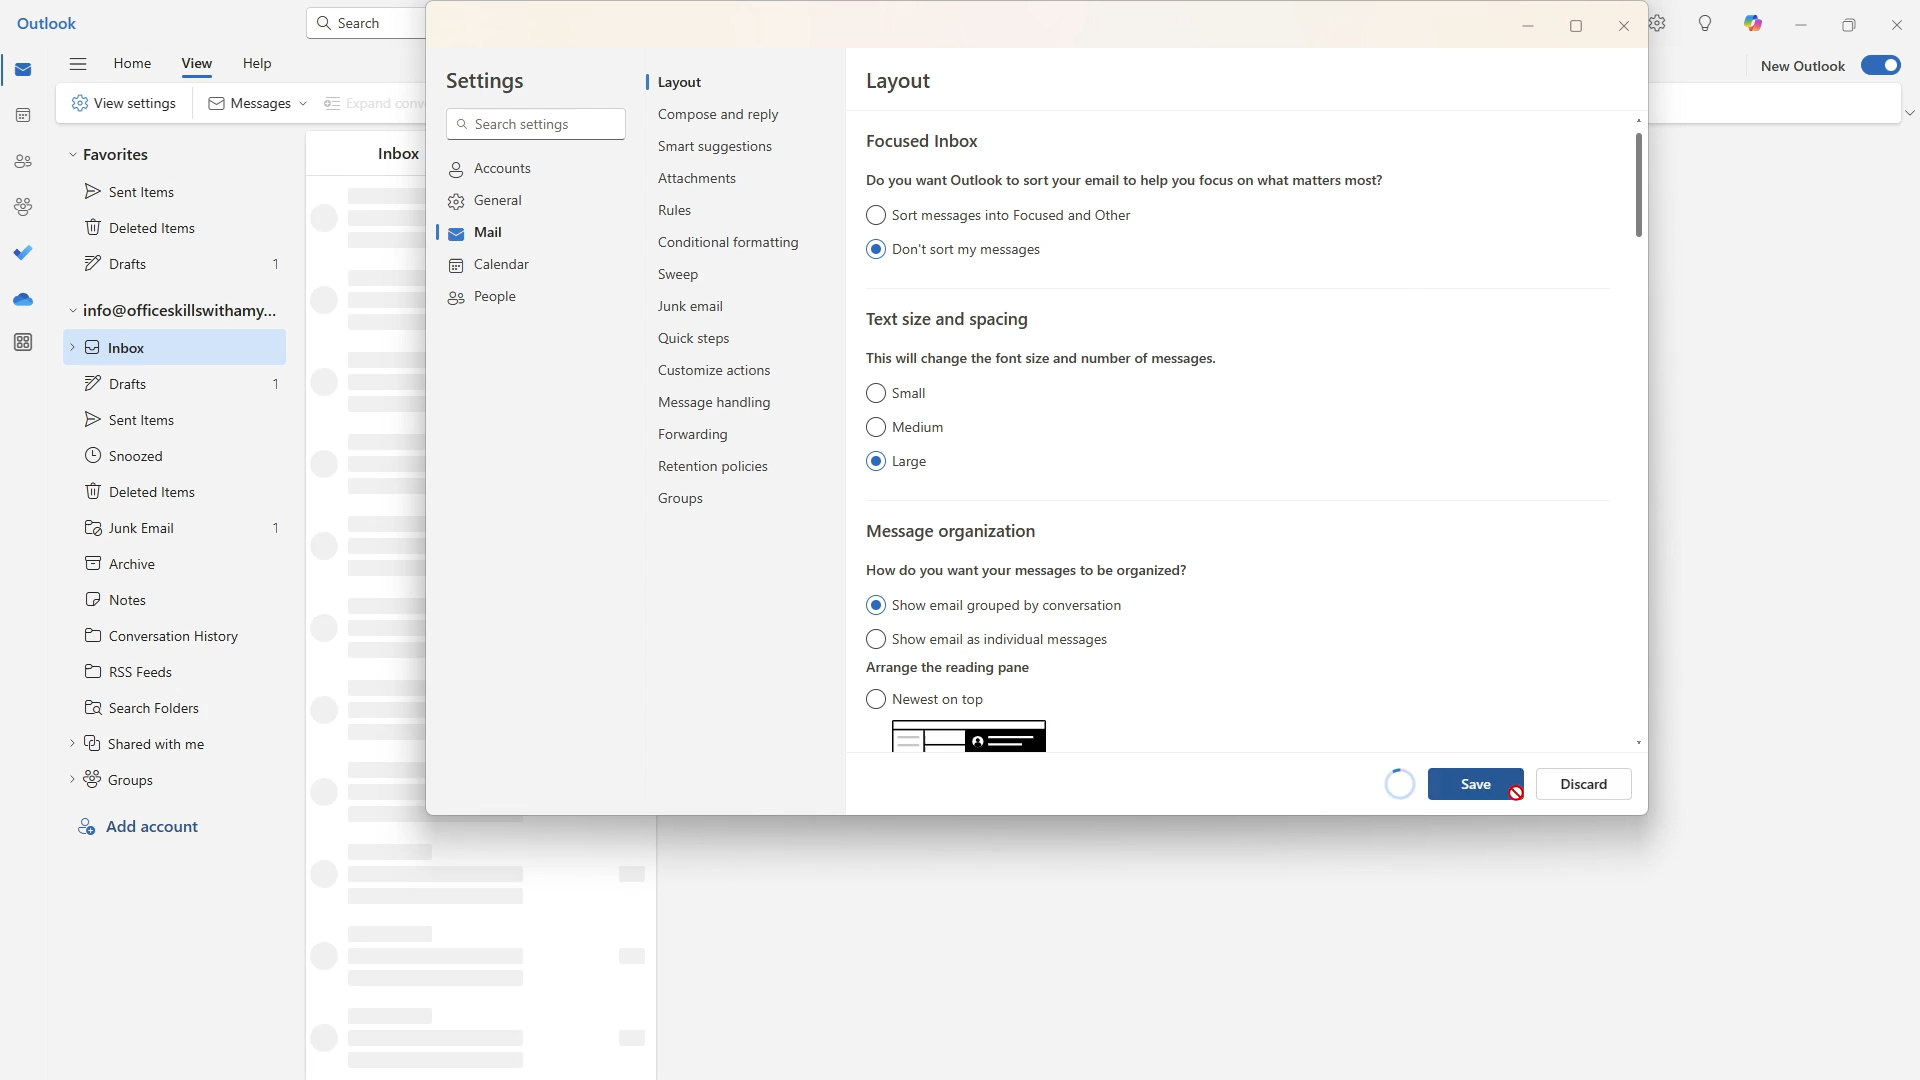 Outlook
Search
Home
View
Help
New Outlook
View settings
Messages
Expand conv
Favorites
Sent Items
Deleted Items
Drafts 1
info@officeskillswithamy...
Inbox
Drafts 1
Sent Items
Snoozed
Deleted Items
Junk Email 1
Archive
Notes
Conversation History
RSS Feeds
Search Folders
Shared with me
Groups
Add account
Inbox
Settings
Search settings
Accounts
General
Mail
Calendar
People
Layout
Compose and reply
Smart suggestions
Attachments
Rules
Conditional formatting
Sweep
Junk email
Quick steps
Customize actions
Message handling
Forwarding
Retention policies
Groups
Layout
Focused Inbox
Do you want Outlook to sort your email to help you focus on what matters most?
Sort messages into Focused and Other
Don't sort my messages
Text size and spacing
This will change the font size and number of messages.
Small
Medium
Large
Message organization
How do you want your messages to be organized?
Show email grouped by conversation
Show email as individual messages
Arrange the reading pane
Newest on top
Save
Discard